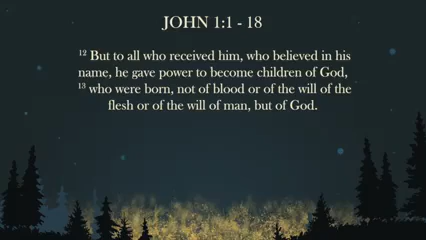 JOHN 1:1 - 18
¹² But to all who received him, who believed in his
name, he gave power to become children of God,
¹³ who were born, not of blood or of the will of the
flesh or of the will of man, but of God.